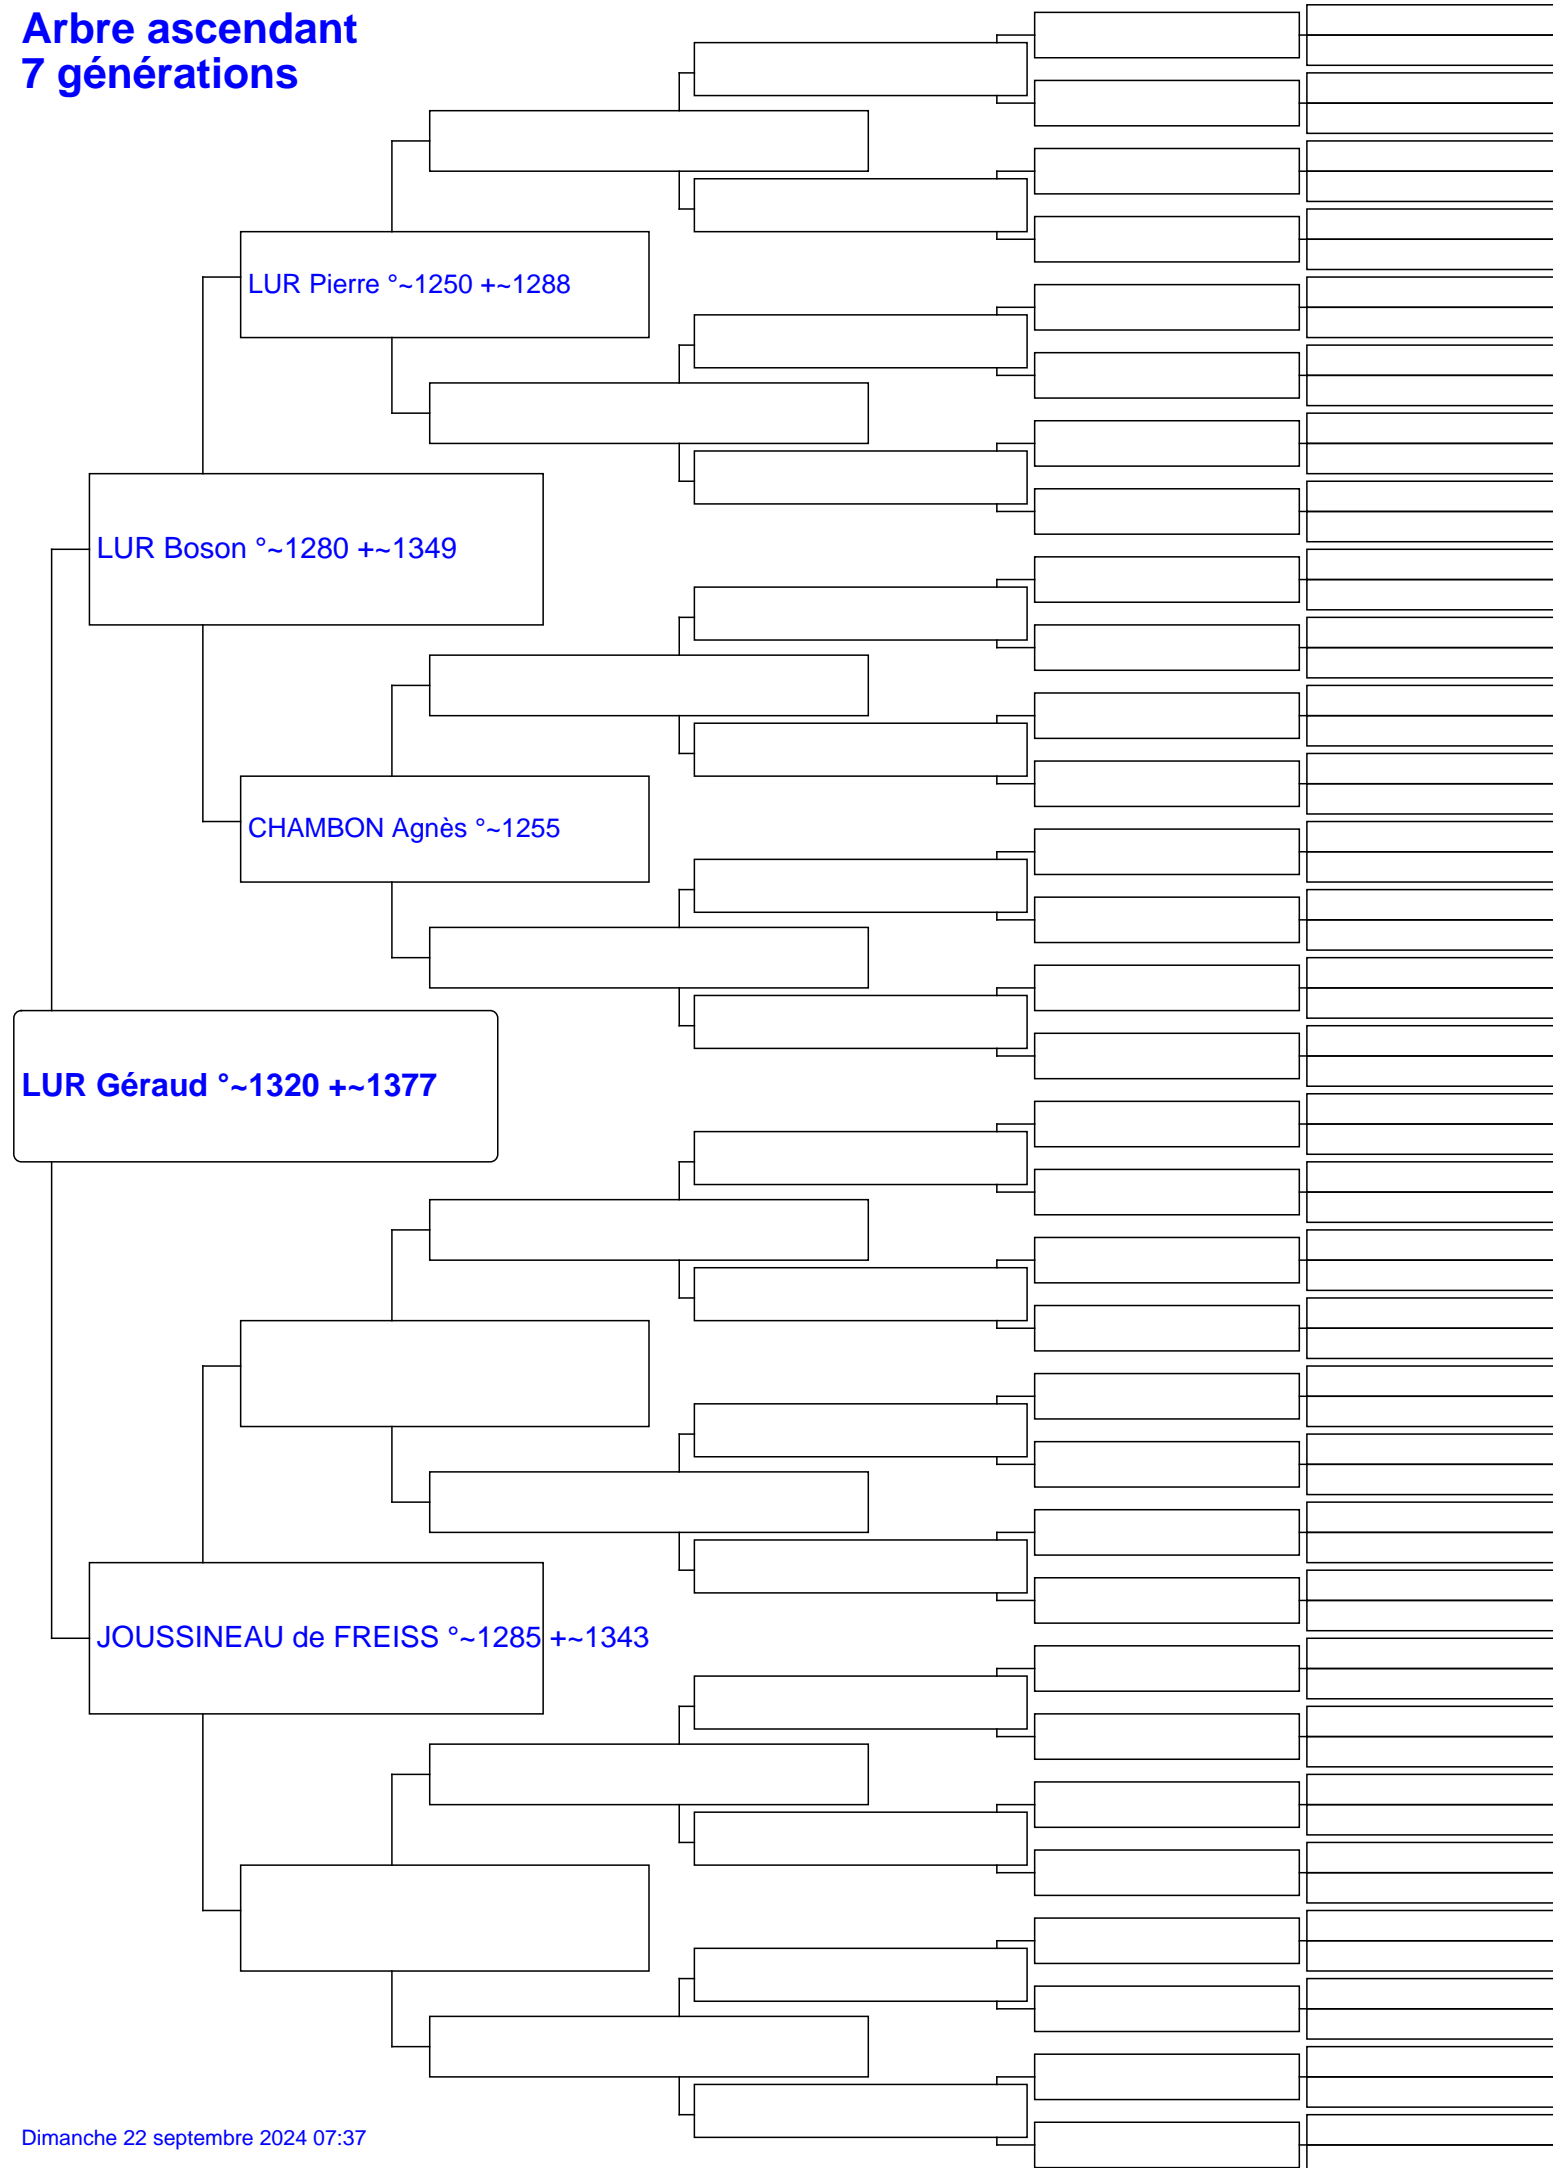 Arbre ascendant
7 générations
LUR Pierre °~1250 +~1288
LUR Boson °~1280 +~1349
CHAMBON Agnès °~1255
LUR Géraud °~1320 +~1377
JOUSSINEAU de FREISS °~1285 +~1343
Dimanche 22 septembre 2024 07:37